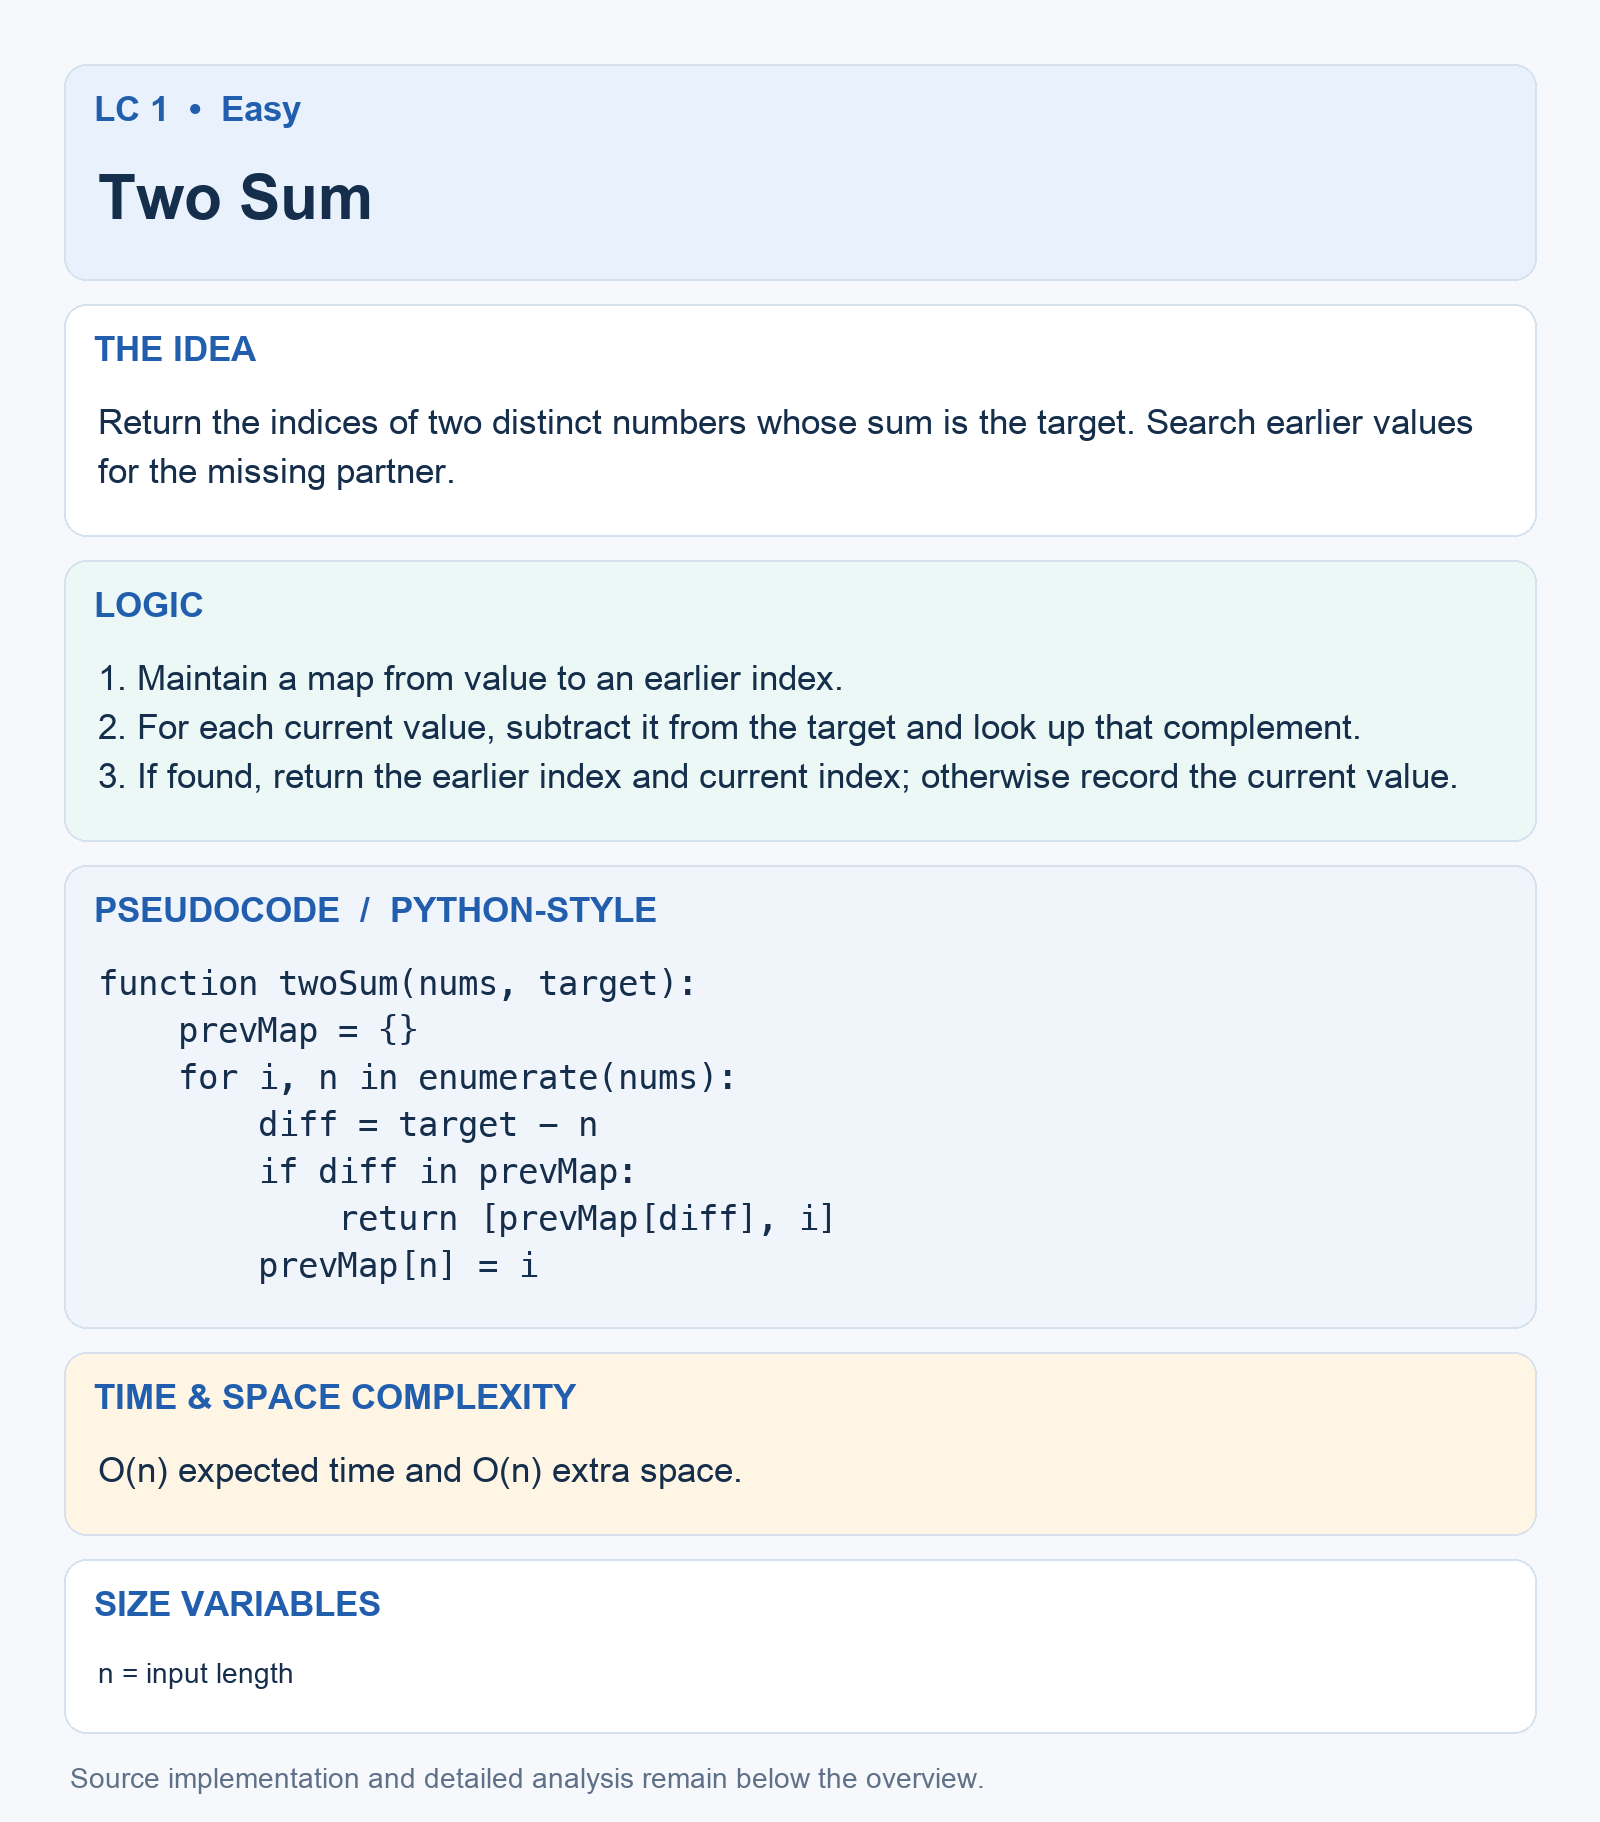 LC 1 • Easy
Two Sum
THE IDEA
Return the indices of two distinct numbers whose sum is the target. Search earlier values
for the missing partner.
LOGIC
1. Maintain a map from value to an earlier index.
2. For each current value, subtract it from the target and look up that complement.
3. If found, return the earlier index and current index; otherwise record the current value.
PSEUDOCODE / PYTHON-STYLE
function twoSum(nums, target):
    prevMap = {}
    for i, n in enumerate(nums):
        diff = target − n
        if diff in prevMap:
            return [prevMap[diff], i]
        prevMap[n] = i
TIME & SPACE COMPLEXITY
O(n) expected time and O(n) extra space.
SIZE VARIABLES
n = input length
Source implementation and detailed analysis remain below the overview.